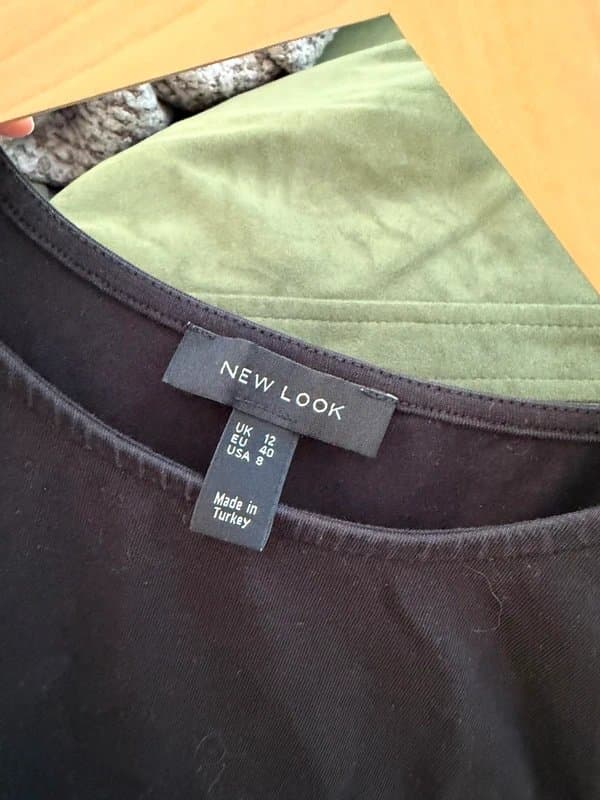 NEW LOOK
UK 12
EU 40
USA 8
Made in
Turkey